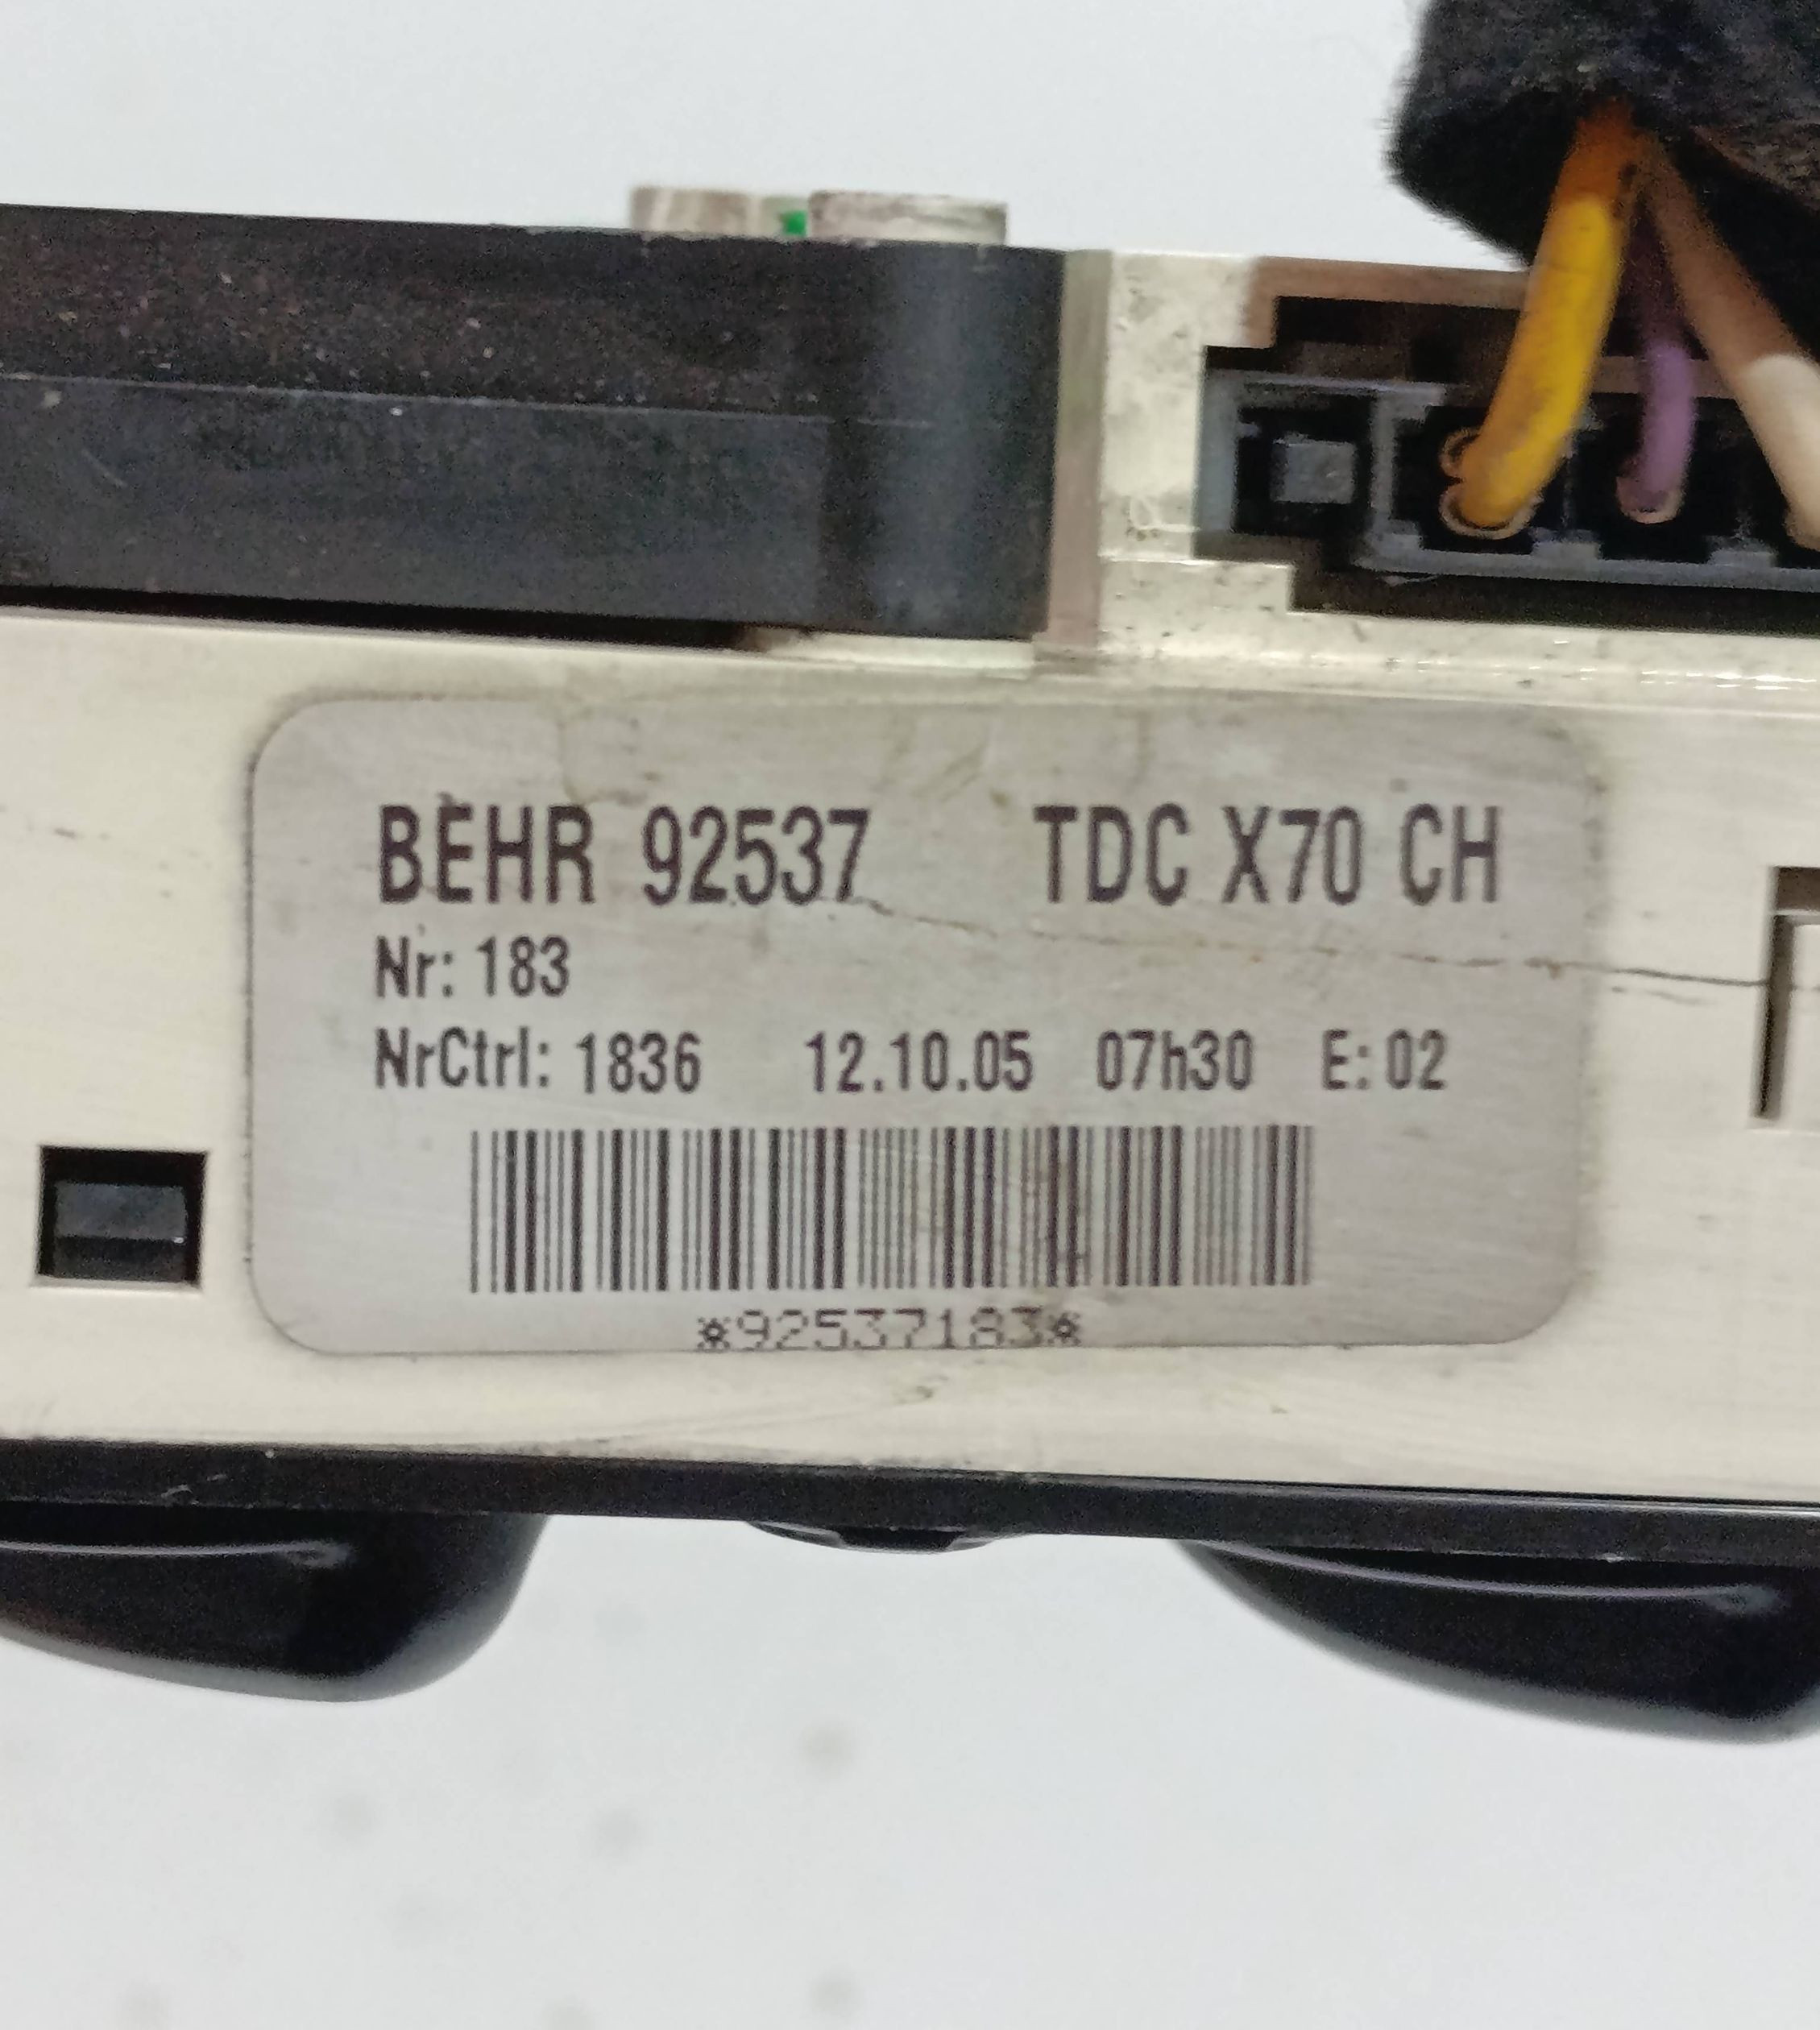 BEHR 92537 TDC X70 CH
Nr: 183
NrCtrl: 1836 12.10.05 07h30 E: 02
*92537183*